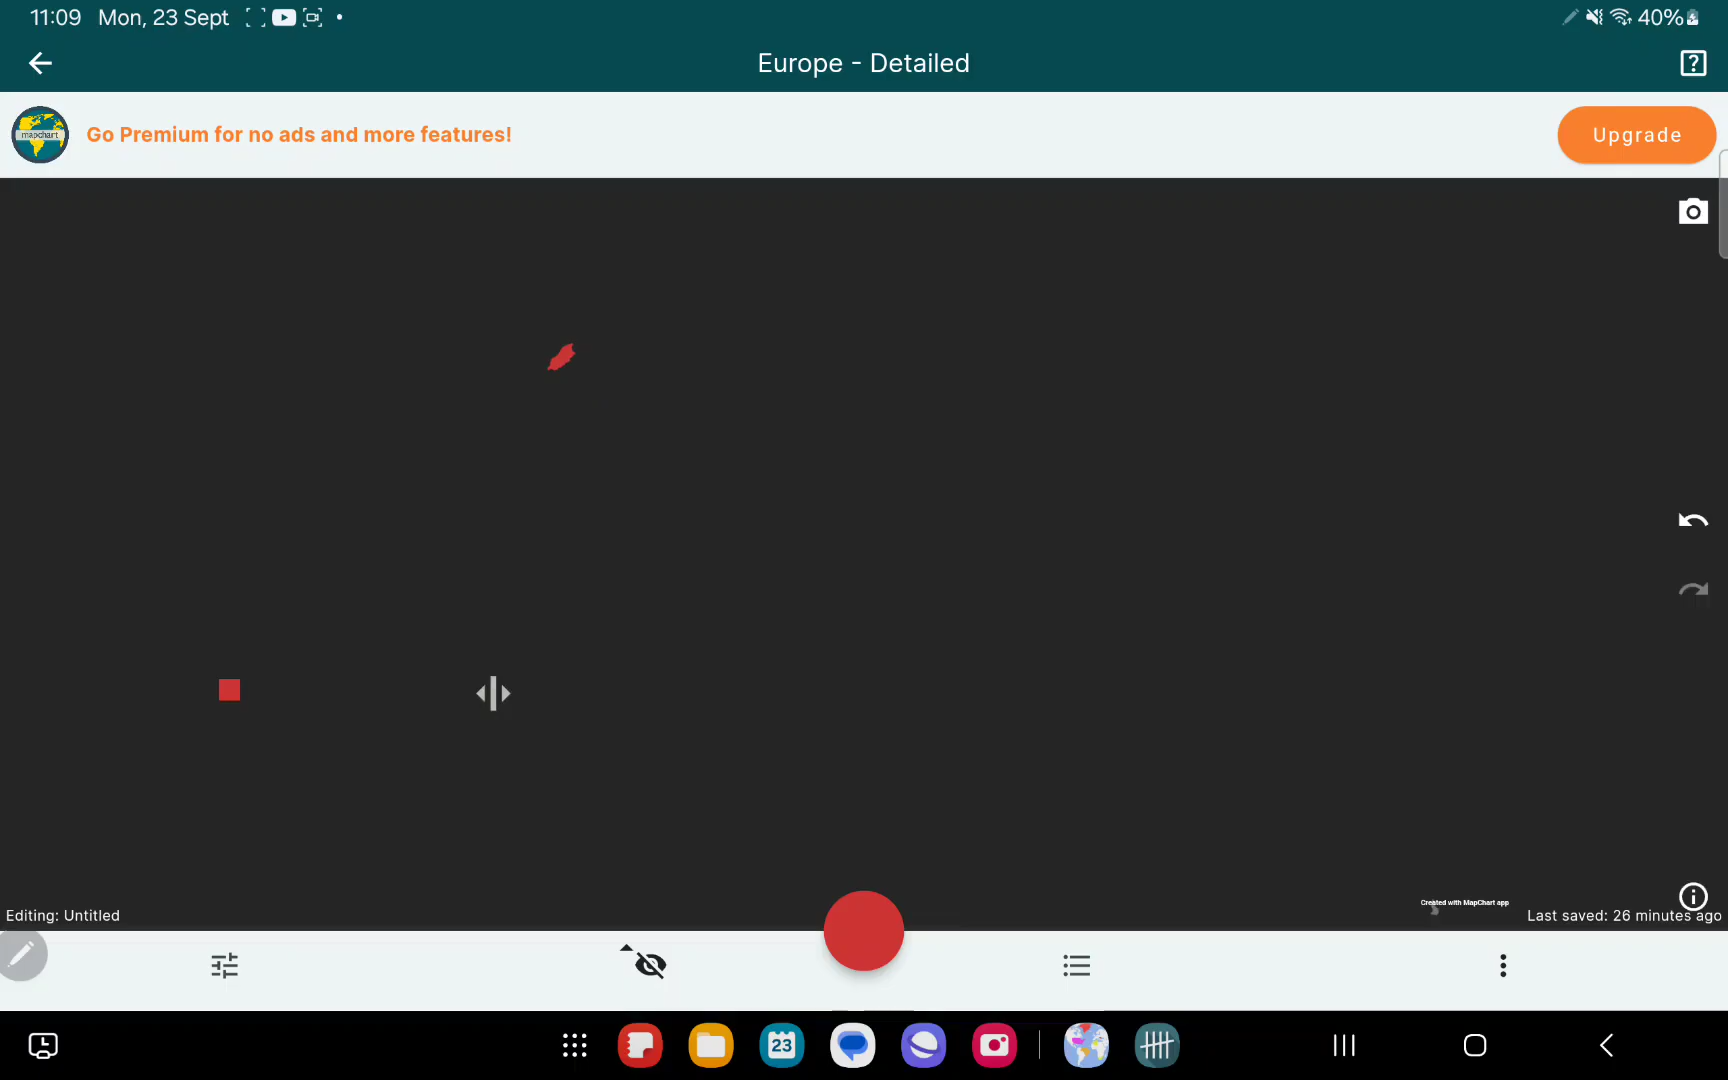 11:09 Mon, 23 Sept
40%
Europe - Detailed
mapchart
Go Premium for no ads and more features!
Upgrade
Created with MapChart app
Editing: Untitled
Last saved: 26 minutes ago
23